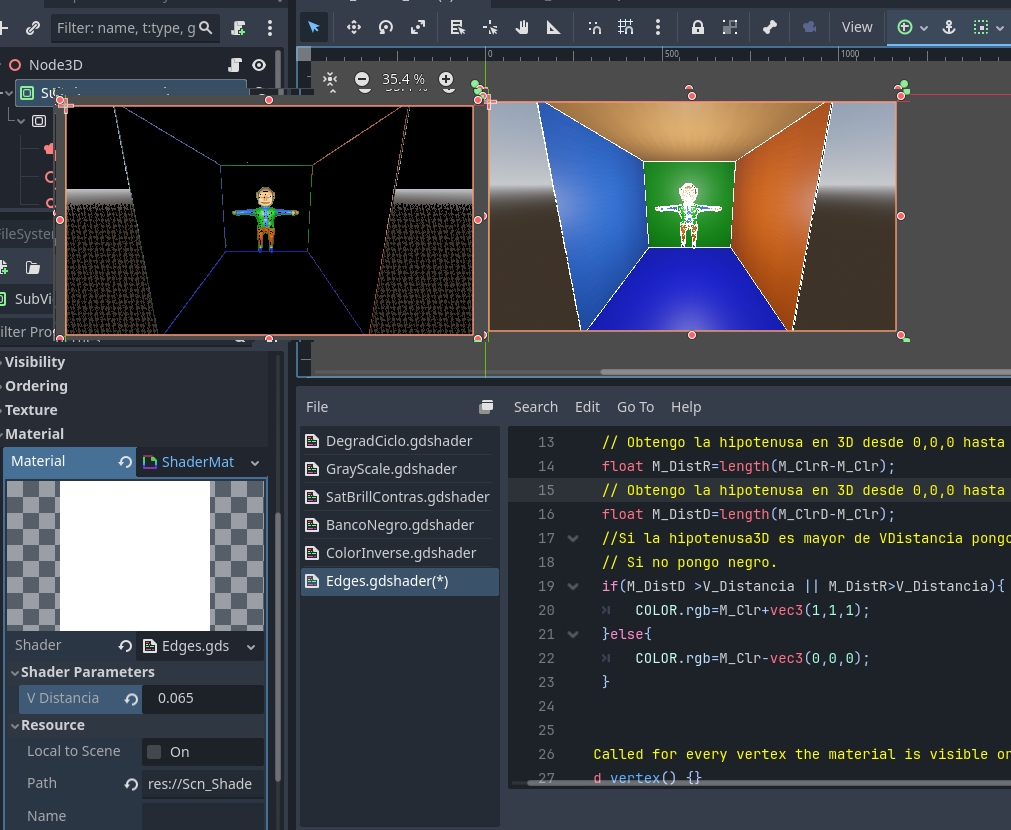 Filter: name, t:type, g
View
Node3D
35.4 %
0
500
1000
FileSystem
SubVi
ilter Pro
Visibility
Ordering
Texture
Material
Material
ShaderMat
Shader
Edges.gds
Shader Parameters
V Distancia
0.065
Resource
Local to Scene
On
Path
res://Scn_Shade
Name
File
Search
Edit
Go To
Help
DegradCiclo.gdshader
GrayScale.gdshader
SatBrillContras.gdshader
BancoNegro.gdshader
ColorInverse.gdshader
Edges.gdshader(*)
13 // Obtengo la hipotenusa en 3D desde 0,0,0 hasta
14 float M_DistR=length(M_ClrR-M_Clr);
15 // Obtengo la hipotenusa en 3D desde 0,0,0 hasta
16 float M_DistD=length(M_ClrD-M_Clr);
17 //Si la hipotenusa3D es mayor de VDistancia pongo
18 // Si no pongo negro.
19 if(M_DistD >V_Distancia || M_DistR>V_Distancia){
20 COLOR.rgb=M_Clr+vec3(1,1,1);
21 }else{
22 COLOR.rgb=M_Clr-vec3(0,0,0);
23 }
24
25
26 Called for every vertex the material is visible on
27 d vertex() {}